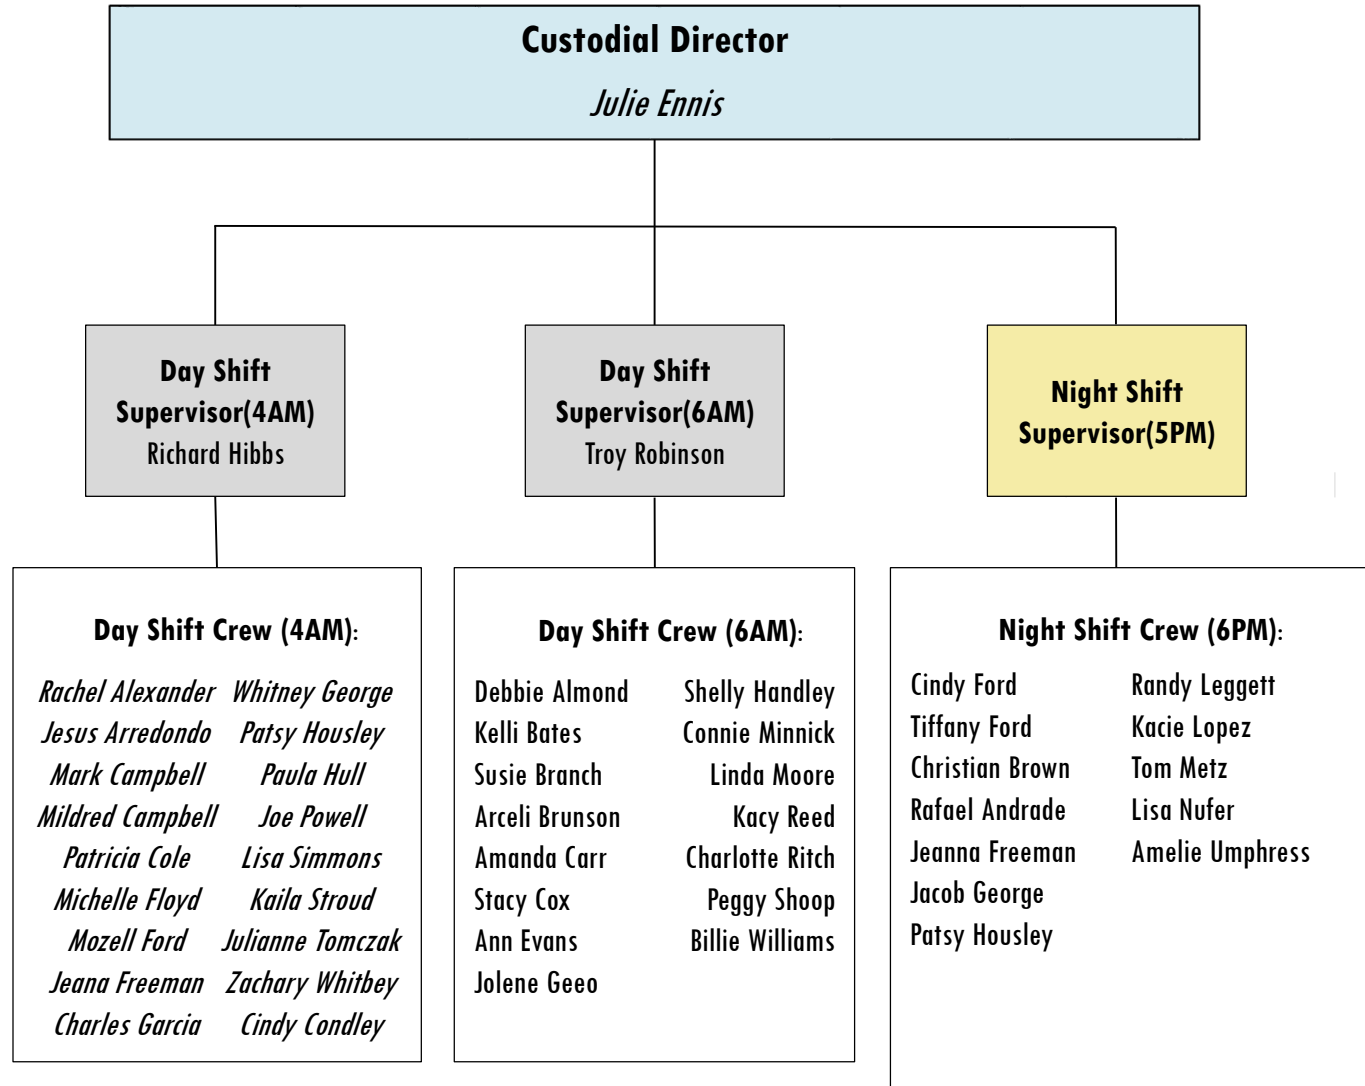 Custodial Director
Julie Ennis
Day Shift
Supervisor(4AM)
Richard Hibbs
Day Shift
Supervisor(6AM)
Troy Robinson
Night Shift
Supervisor(5PM)
Day Shift Crew (4AM):
Rachel Alexander Whitney George
Jesus Arredondo Patsy Housley
Mark Campbell Paula Hull
Mildred Campbell Joe Powell
Patricia Cole Lisa Simmons
Michelle Floyd Kaila Stroud
Mozell Ford Julianne Tomczak
Jeana Freeman Zachary Whitbey
Charles Garcia Cindy Condley
Day Shift Crew (6AM):
Debbie Almond Shelly Handley
Kelli Bates Connie Minnick
Susie Branch Linda Moore
Arceli Brunson Kacy Reed
Amanda Carr Charlotte Ritch
Stacy Cox Peggy Shoop
Ann Evans Billie Williams
Jolene Geeo
Night Shift Crew (6PM):
Cindy Ford Randy Leggett
Tiffany Ford Kacie Lopez
Christian Brown Tom Metz
Rafael Andrade Lisa Nufer
Jeanna Freeman Amelie Umphress
Jacob George
Patsy Housley